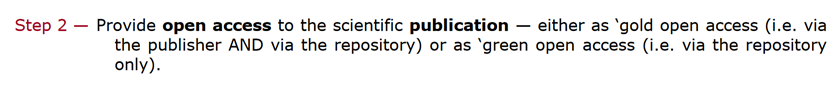 Step 2 — Provide open access to the scientific publication — either as ‵gold open access (i.e. via
the publisher AND via the repository) or as ‵green open access (i.e. via the repository
only).